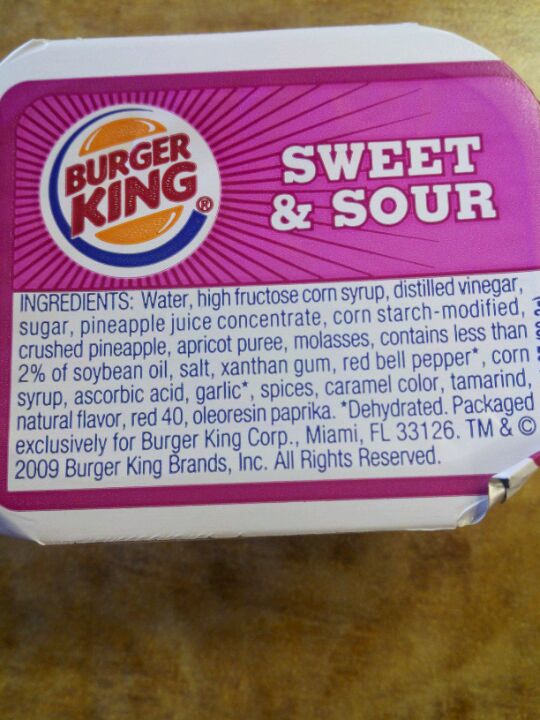 BURGER
KING®
SWEET
& SOUR
INGREDIENTS: Water, high fructose corn syrup, distilled vinegar,
sugar, pineapple juice concentrate, corn starch-modified,
crushed pineapple, apricot puree, molasses, contains less than
2% of soybean oil, salt, xanthan gum, red bell pepper*, corn
syrup, ascorbic acid, garlic*, spices, caramel color, tamarind,
natural flavor, red 40, oleoresin paprika. *Dehydrated. Packaged
exclusively for Burger King Corp., Miami, FL 33126. TM & ©
2009 Burger King Brands, Inc. All Rights Reserved.